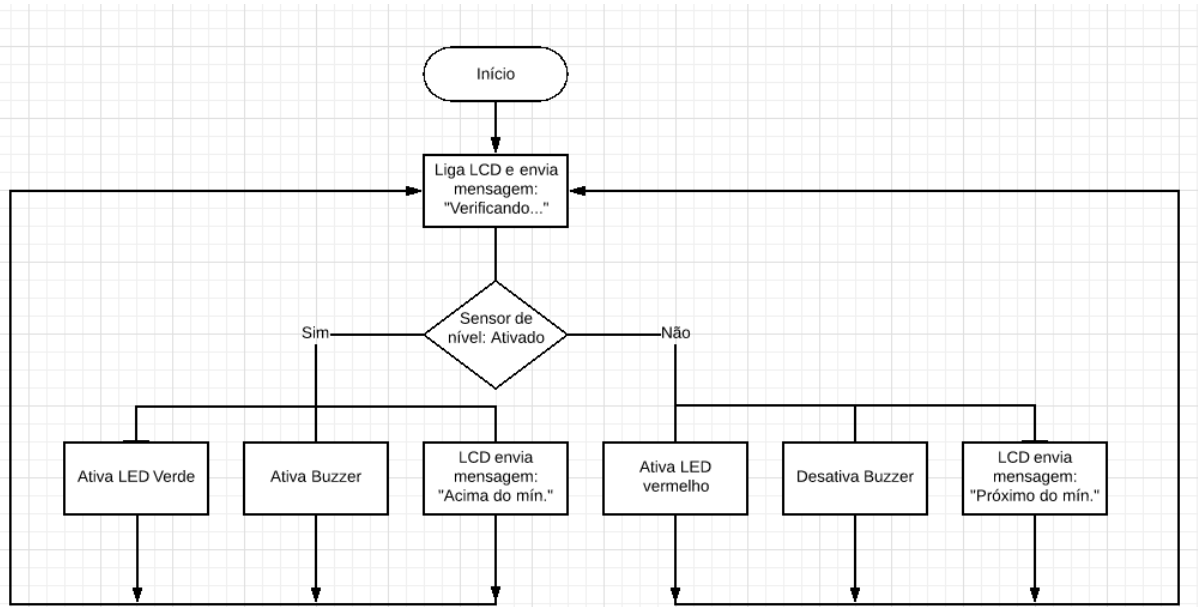 Início
Liga LCD e envia
mensagem:
"Verificando..."
Sensor de
nível: Ativado
Sim
Não
Ativa LED Verde
Ativa Buzzer
LCD envia
mensagem:
"Acima do mín."
Ativa LED
vermelho
Desativa Buzzer
LCD envia
mensagem:
"Próximo do mín."